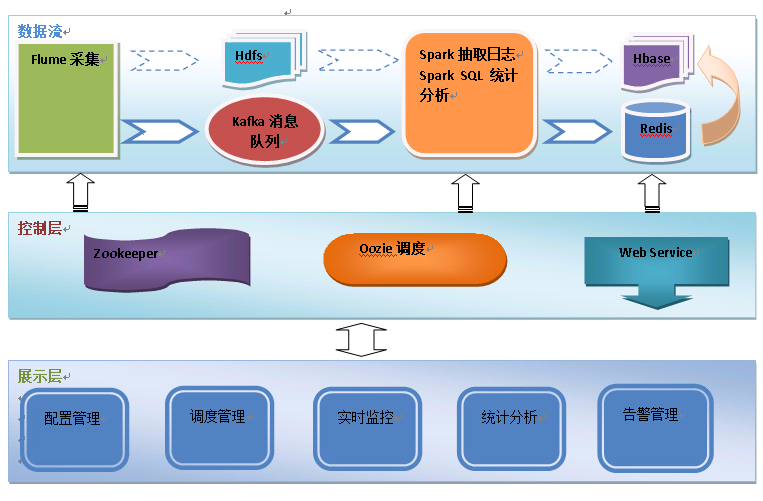 数据流
Flume 采集
Hdfs
Kafka 消息
队列
Spark 抽取日志
Spark SQL 统计
分析
Hbase
Redis
控制层
Zookeeper
Oozie 调度
Web Service
展示层
配置管理
调度管理
实时监控
统计分析
告警管理